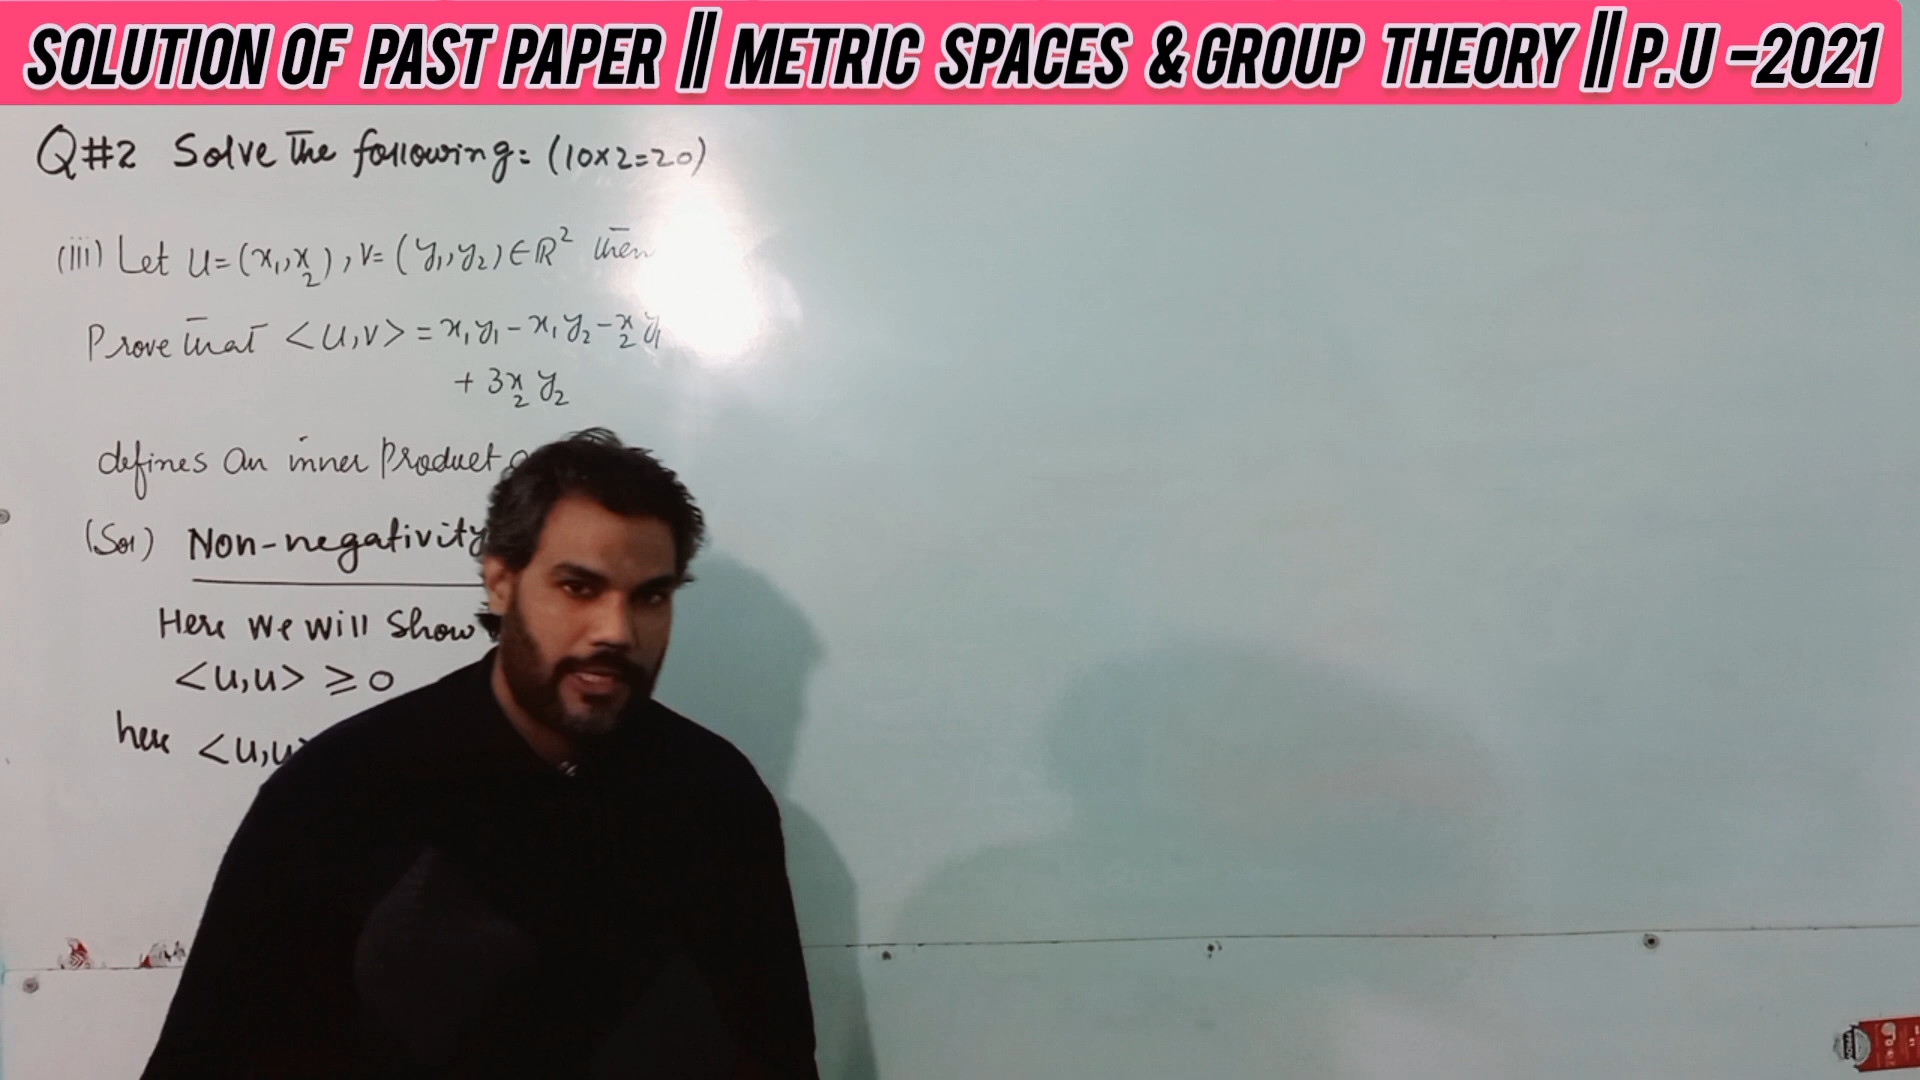 SOLUTION OF PAST PAPER || METRIC SPACES & GROUP THEORY || P.U -2021
Q#2 Solve the following: (10×2=20)
(iii) Let u=(x₁,x₂), v=(y₁,y₂)∈ℝ² then
Prove that <u,v> = x₁y₁ - x₁y₂ - x₂y₁
+ 3x₂y₂
defines an inner Product
(Sol) Non-negativity
Here we will show
<u,u> ≥ 0
here <u,u>